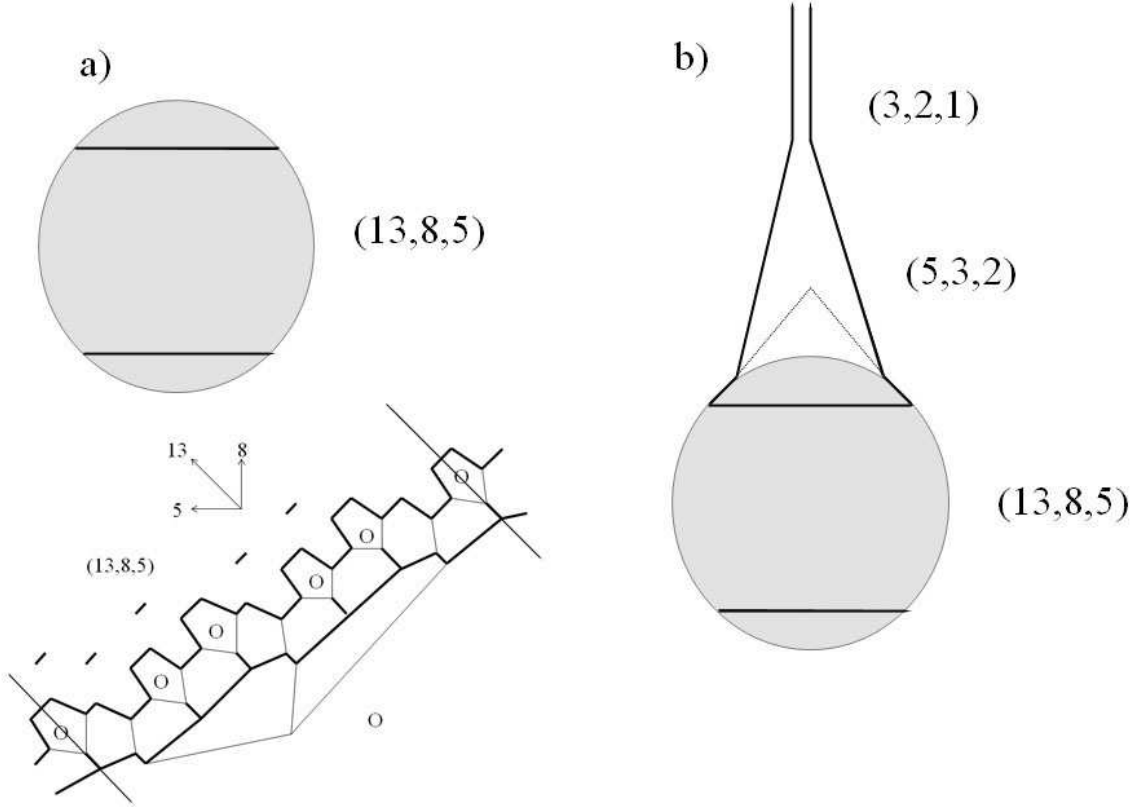 a)
(13,8,5)
13
8
5
(13,8,5)
O
O
O
O
O
O
O
O
b)
(3,2,1)
(5,3,2)
(13,8,5)